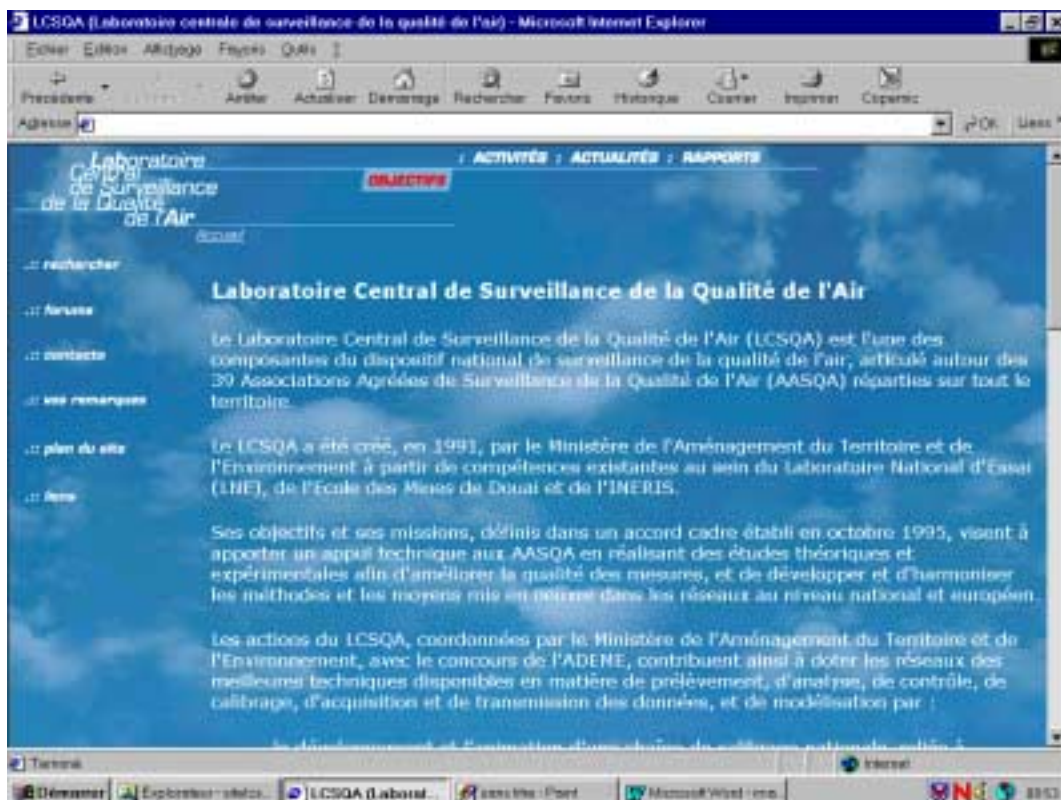 LCSQA (Laboratoire centrale de surveillance de la qualité de l'air) - Microsoft Internet Explorer
Fichier Edition Affichage Favoris Outils ?
Précédente Arrêter Actualiser Démarrage Rechercher Favoris Historique Courrier Imprimer Copernic
Adresse OK Liens
Laboratoire
Central
de Surveillance
de la Qualité
de l'Air
: ACTIVITÉS : ACTUALITÉS : RAPPORTS
OBJECTIFS
Accueil
.:: rechercher
.:: forums
.:: contacts
.:: vos remarques
.:: plan du site
.:: liens
Laboratoire Central de Surveillance de la Qualité de l'Air
Le Laboratoire Central de Surveillance de la Qualité de l'Air (LCSQA) est l'une des
composantes du dispositif national de surveillance de la qualité de l'air, articulé autour des
39 Associations Agréées de Surveillance de la Qualité de l'Air (AASQA) réparties sur tout le
territoire.
Le LCSQA a été créé, en 1991, par le Ministère de l'Aménagement du Territoire et de
l'Environnement à partir de compétences existantes au sein du Laboratoire National d'Essai
(LNE), de l'Ecole des Mines de Douai et de l'INERIS.
Ses objectifs et ses missions, définis dans un accord cadre établi en octobre 1995, visent à
apporter un appui technique aux AASQA en réalisant des études théoriques et
expérimentales afin d'améliorer la qualité des mesures, et de développer et d'harmoniser
les méthodes et les moyens mis en oeuvre dans les réseaux au niveau national et européen.
Les actions du LCSQA, coordonnées par le Ministère de l'Aménagement du Territoire et de
l'Environnement, avec le concours de l'ADEME, contribuent ainsi à doter les réseaux des
meilleures techniques disponibles en matière de prélèvement, d'analyse, de contrôle, de
calibrage, d'acquisition et de transmission des données, et de modélisation par :
Terminé Internet
Démarrer LCSQA (Laborat... sans titre - Paint Microsoft Word